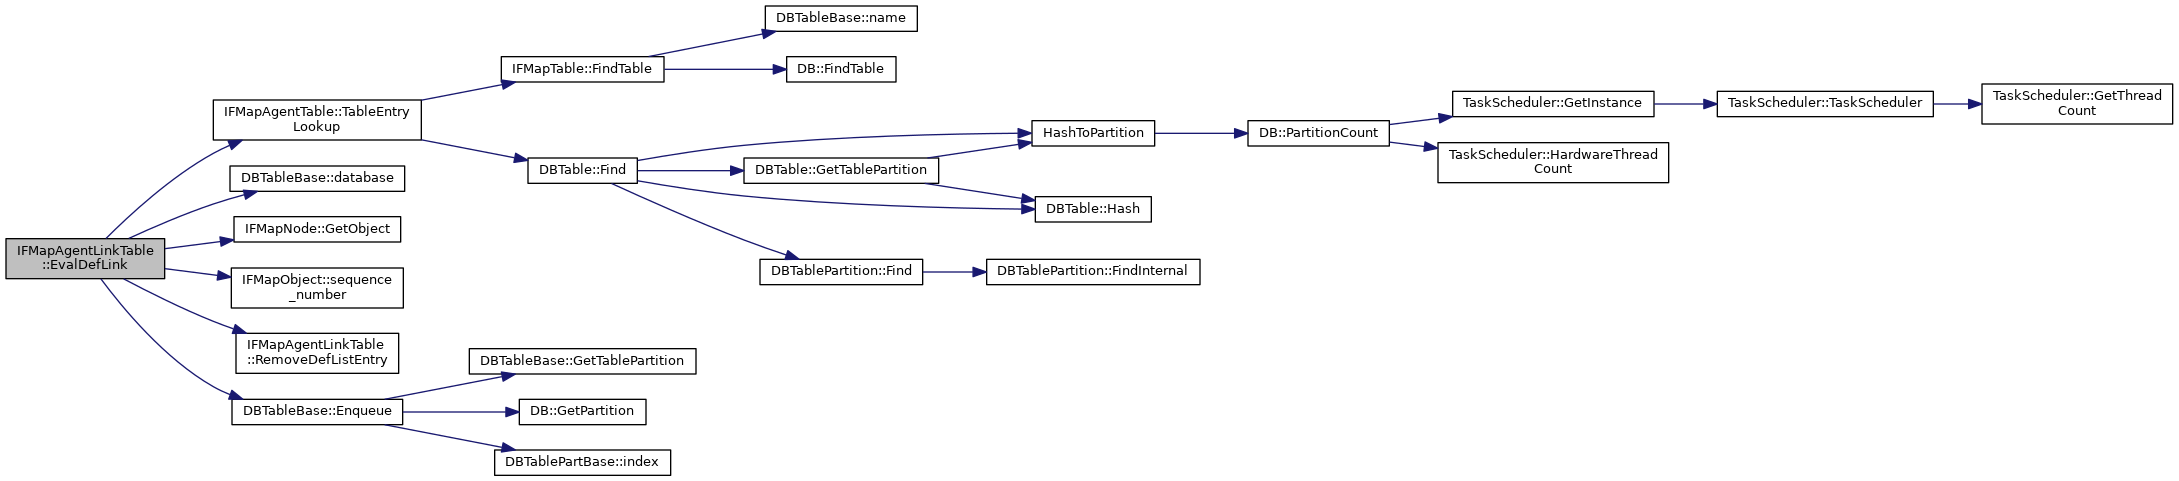 DBTableBase::name
IFMapTable::FindTable
DB::FindTable
IFMapAgentTable::TableEntry
Lookup
TaskScheduler::GetInstance
TaskScheduler::TaskScheduler
TaskScheduler::GetThread
Count
HashToPartition
DB::PartitionCount
TaskScheduler::HardwareThread
Count
DBTable::Find
DBTable::GetTablePartition
DBTableBase::database
DBTable::Hash
IFMapNode::GetObject
IFMapAgentLinkTable
::EvalDefLink
DBTablePartition::Find
DBTablePartition::FindInternal
IFMapObject::sequence
_number
IFMapAgentLinkTable
::RemoveDefListEntry
DBTableBase::GetTablePartition
DBTableBase::Enqueue
DB::GetPartition
DBTablePartBase::index